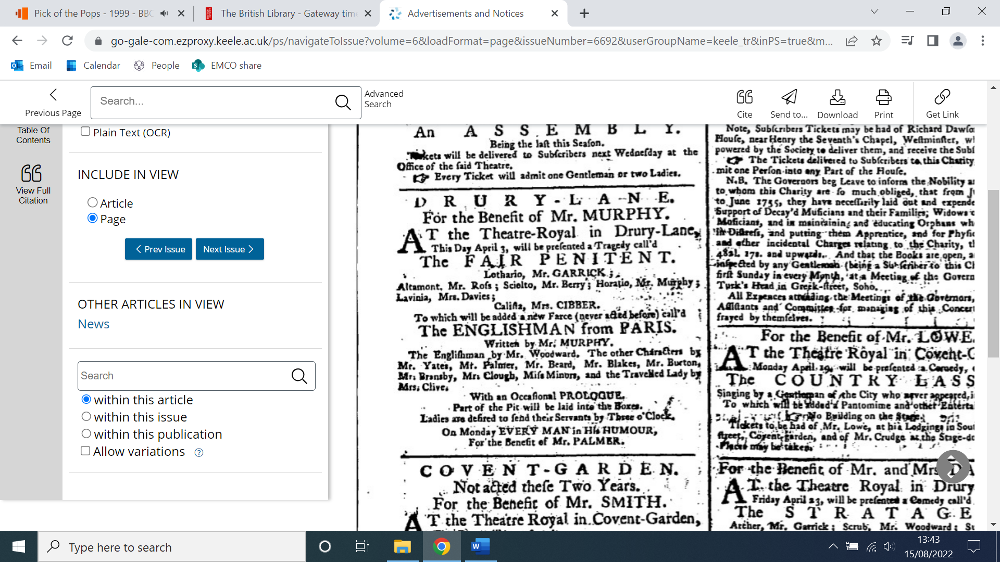 Pick of the Pops - 1999 - BBC
The British Library - Gateway time
Advertisements and Notices
go-gale-com.ezproxy.keele.ac.uk/ps/navigateToIssue?volume=6&loadFormat=page&issueNumber=6692&userGroupName=keele_tr&inPS=true&m...
Email
Calendar
People
EMCO share
Previous Page
Search...
Advanced
Search
Cite
Send to...
Download
Print
Get Link
Table Of
Contents
View Full
Citation
Plain Text (OCR)
INCLUDE IN VIEW
Article
Page
Prev Issue
Next Issue
OTHER ARTICLES IN VIEW
News
Search
within this article
within this issue
within this publication
Allow variations
An ASSEMBLY.
Being the laſt this Seaſon.
Tickets will be delivered to Subſcribers next Wedneſday at the
Office of the ſaid Theatre.
☞ Every Ticket will admit one Gentleman or two Ladies.
DRURY-LANE.
For the Benefit of Mr. MURPHY.
AT the Theatre-Royal in Drury-Lane,
This Day April 3, will be preſented a Tragedy call'd
The FAIR PENITENT.
Lothario, Mr. GARRICK;
Altamont, Mr. Roſs; Sciolto, Mr. Berry; Horatio, Mr. Murphy;
Lavinia, Mrs. Davies;
Caliſta, Mrs. CIBBER.
To which will be added a new Farce (never acted before) call'd
The ENGLISHMAN from PARIS.
Written by Mr. MURPHY.
The Engliſhman by Mr. Woodward. The other Characters by
Mr. Yates, Mr. Palmer, Mr. Beard, Mr. Blakes, Mr. Burton,
Mr. Bransby, Mr. Clough, Miſs Minors, and the Travelled Lady by
Mrs. Clive.
With an Occaſional PROLOGUE.
Part of the Pit will be laid into the Boxes.
Ladies are deſired to ſend their Servants by Three o'Clock.
On Monday EVERY MAN in His HUMOUR,
For the Benefit of Mr. PALMER.
COVENT-GARDEN.
Not acted theſe Two Years.
For the Benefit of Mr. SMITH.
AT the Theatre Royal in Covent-Garden,
Note, Subſcribers Tickets may be had of Richard Dawſon
Houſe, near Henry the Seventh's Chapel, Weſtminſter, wh
powered by the Society to deliver them, and receive the Subſ
☞ The Tickets delivered to Subſcribers to this Charity
mit one Perſon into any Part of the Houſe.
N.B. The Governors beg Leave to inform the Nobility an
to whom this Charity are ſo much obliged, that from J
to June 1755, they have neceſſarily laid out and expende
Support of Decay'd Muſicians and their Families; Widows o
Muſicians, and in maintaining and educating Orphans wh
in Diſtreſs, and putting them Apprentice, and for Phyſic
and other incidental Charges relating to the Charity, th
481l. 17s. and upwards. And that the Books are open, a
inſpected by any Gentleman (being a Subſcriber to this Ch
firſt Sunday in every Month, at a Meeting of the Govern
Turk's Head in Greek-ſtreet, Soho.
All Expences attending the Meetings of the Governors,
Aſſiſtants and Committee for managing of this Concert
frayed by themſelves.
For the Benefit of Mr. LOWE.
AT the Theatre Royal in Covent-G
Monday April 19, will be preſented a Comedy, c
The COUNTRY LASS
Singing by a Gentleman of the City who never appeared, i
To which will be added a Pantomime and other Enterta
☞ No Building on the Stage.
Tickets to be had of Mr. Lowe, at his Lodgings in Sout
ſtreet, Covent-garden, and of Mr. Crudge at the Stage-do
Places may be taken.
For the Benefit of Mr. and Mrs. DA
AT the Theatre Royal in Drury
Friday April 23, will be preſented a Comedy call'd
The STRATAGE
Archer, Mr. Garrick; Scrub, Mr. Woodward; Su
Type here to search
13:43
15/08/2022